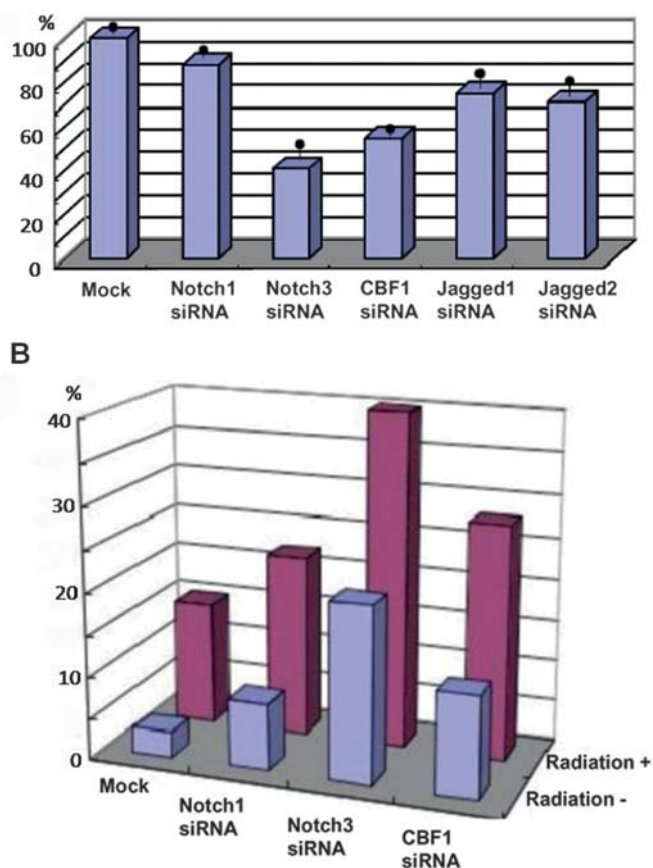 %
100
80
60
40
20
0
Mock
Notch1 siRNA
Notch3 siRNA
CBF1 siRNA
Jagged1 siRNA
Jagged2 siRNA
B
%
40
30
20
10
0
Mock
Notch1 siRNA
Notch3 siRNA
CBF1 siRNA
Radiation +
Radiation -